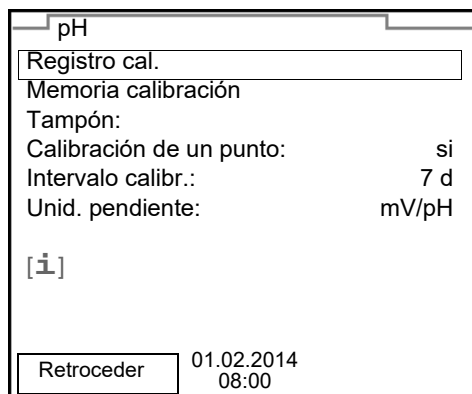 pH
Registro cal.
Memoria calibración
Tampón:
Calibración de un punto: si
Intervalo calibr.: 7 d
Unid. pendiente: mV/pH
[i]
Retroceder 01.02.2014
08:00